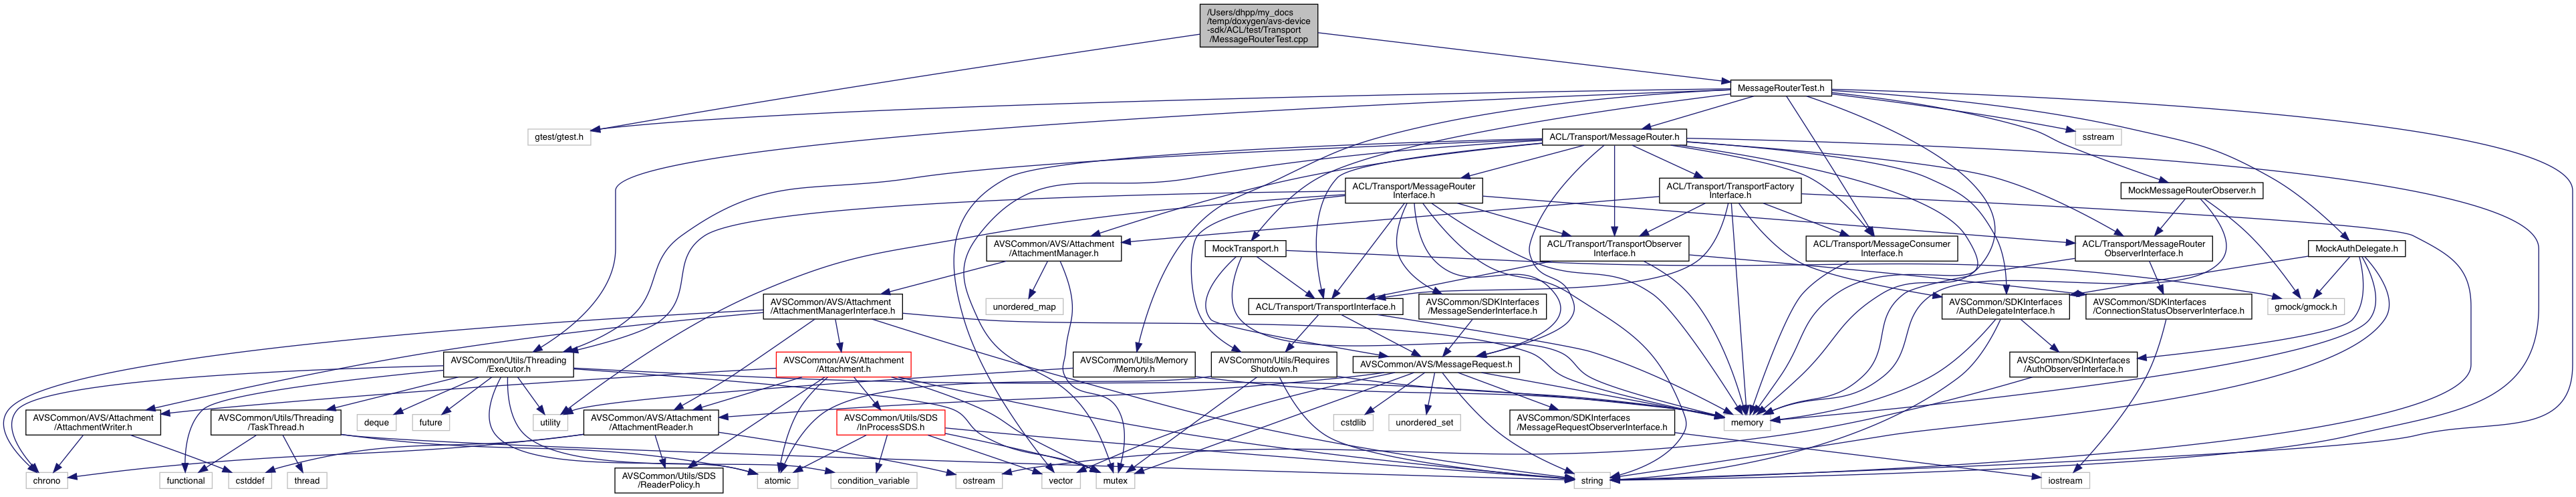 /Users/dhpp/my_docs
/temp/doxygen/avs-device
-sdk/ACL/test/Transport
/MessageRouterTest.cpp
MessageRouterTest.h
gtest/gtest.h
ACL/Transport/MessageRouter.h
sstream
ACL/Transport/MessageRouter
Interface.h
ACL/Transport/TransportFactory
Interface.h
MockMessageRouterObserver.h
AVSCommon/AVS/Attachment
/AttachmentManager.h
MockTransport.h
ACL/Transport/TransportObserver
Interface.h
ACL/Transport/MessageConsumer
Interface.h
ACL/Transport/MessageRouter
ObserverInterface.h
MockAuthDelegate.h
AVSCommon/AVS/Attachment
/AttachmentManagerInterface.h
unordered_map
ACL/Transport/TransportInterface.h
AVSCommon/SDKInterfaces
/MessageSenderInterface.h
AVSCommon/SDKInterfaces
/AuthDelegateInterface.h
AVSCommon/SDKInterfaces
/ConnectionStatusObserverInterface.h
gmock/gmock.h
AVSCommon/Utils/Threading
/Executor.h
AVSCommon/AVS/Attachment
/Attachment.h
AVSCommon/Utils/Memory
/Memory.h
AVSCommon/Utils/Requires
Shutdown.h
AVSCommon/AVS/MessageRequest.h
AVSCommon/SDKInterfaces
/AuthObserverInterface.h
AVSCommon/AVS/Attachment
/AttachmentWriter.h
AVSCommon/Utils/Threading
/TaskThread.h
deque
future
utility
AVSCommon/AVS/Attachment
/AttachmentReader.h
AVSCommon/Utils/SDS
/InProcessSDS.h
cstdlib
unordered_set
AVSCommon/SDKInterfaces
/MessageRequestObserverInterface.h
memory
chrono
functional
cstddef
thread
AVSCommon/Utils/SDS
/ReaderPolicy.h
atomic
condition_variable
ostream
vector
mutex
string
iostream